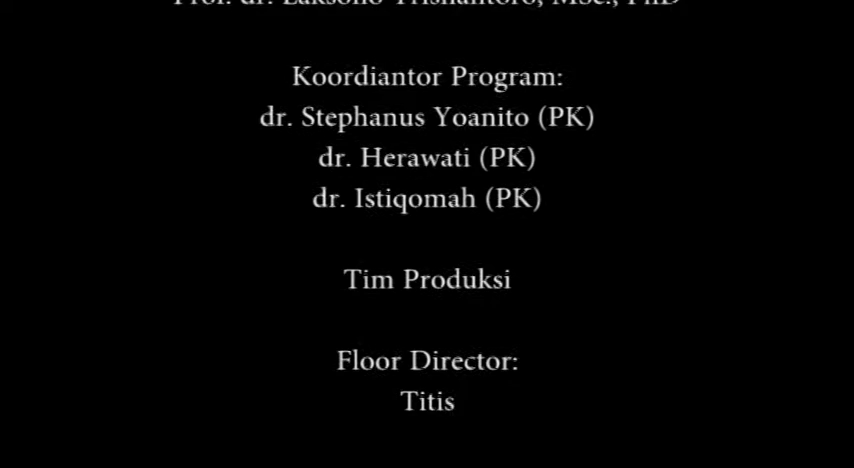 Prof. dr. Laksono Trisnantoro, MSc., PhD
Koordiantor Program:
dr. Stephanus Yoanito (PK)
dr. Herawati (PK)
dr. Istiqomah (PK)
Tim Produksi
Floor Director:
Titis